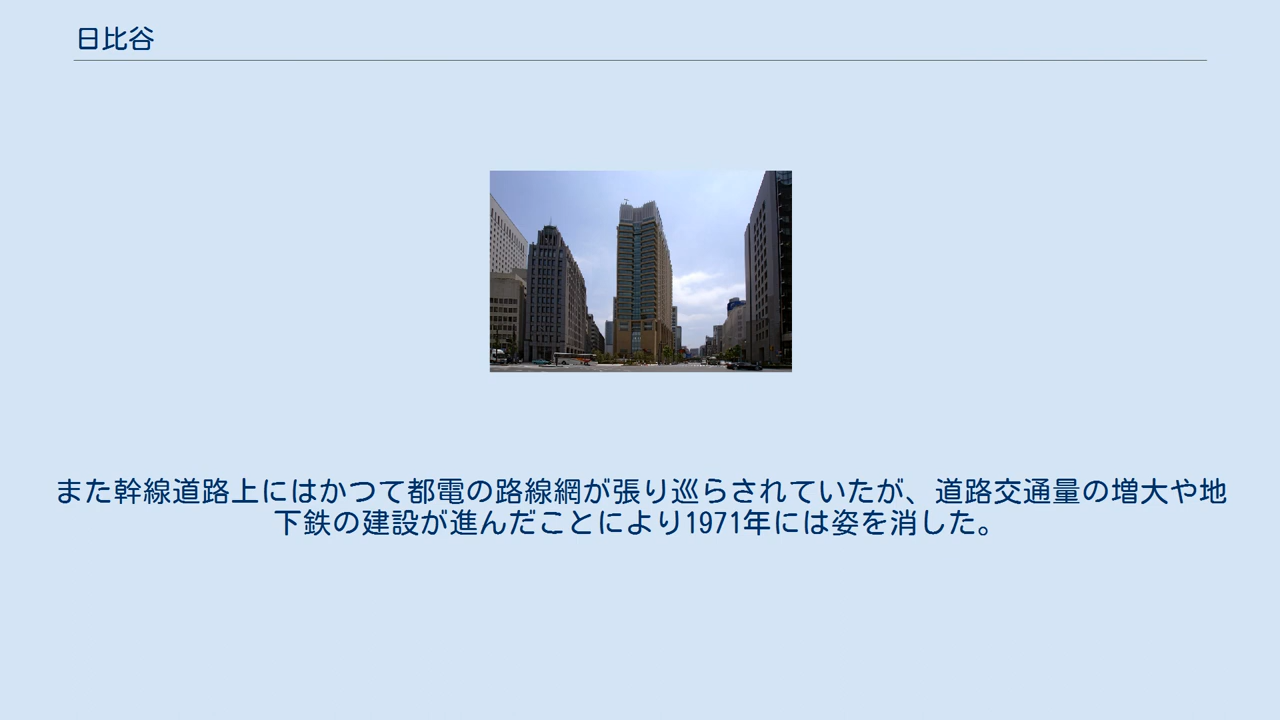 日比谷
また幹線道路上にはかつて都電の路線網が張り巡らされていたが、道路交通量の増大や地
下鉄の建設が進んだことにより1971年には姿を消した。